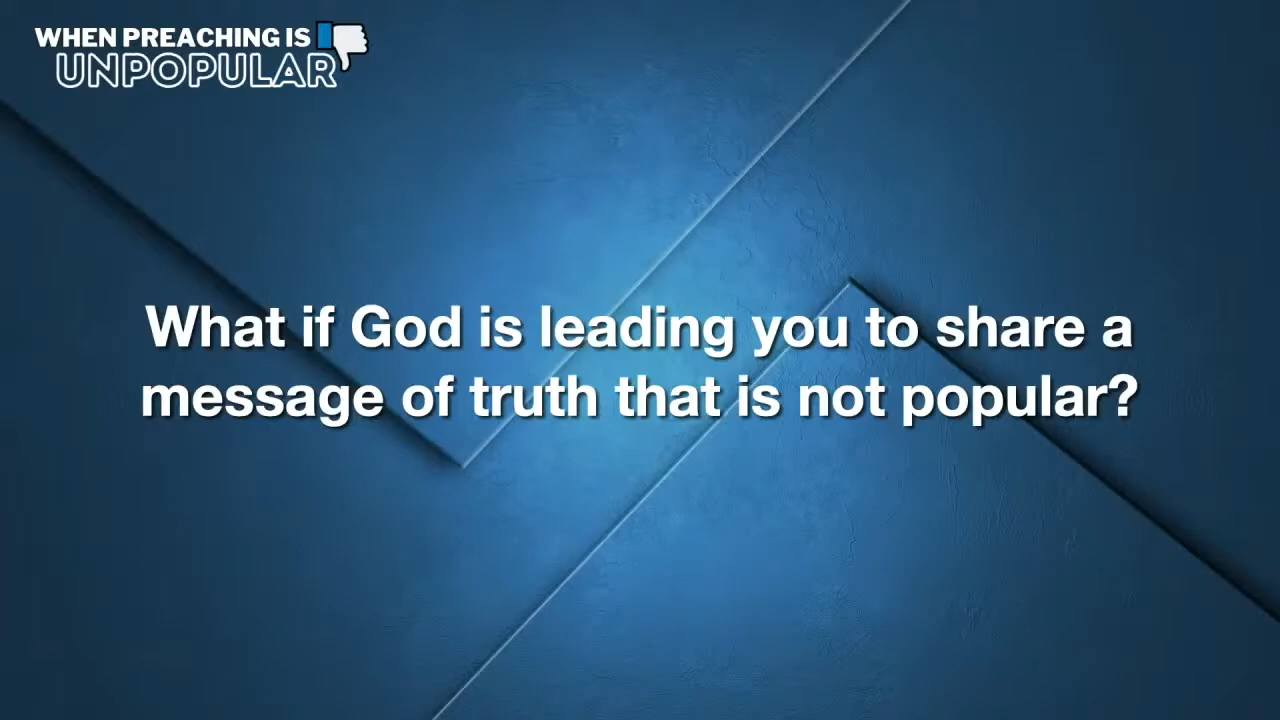 WHEN PREACHING IS
UNPOPULAR
What if God is leading you to share a
message of truth that is not popular?